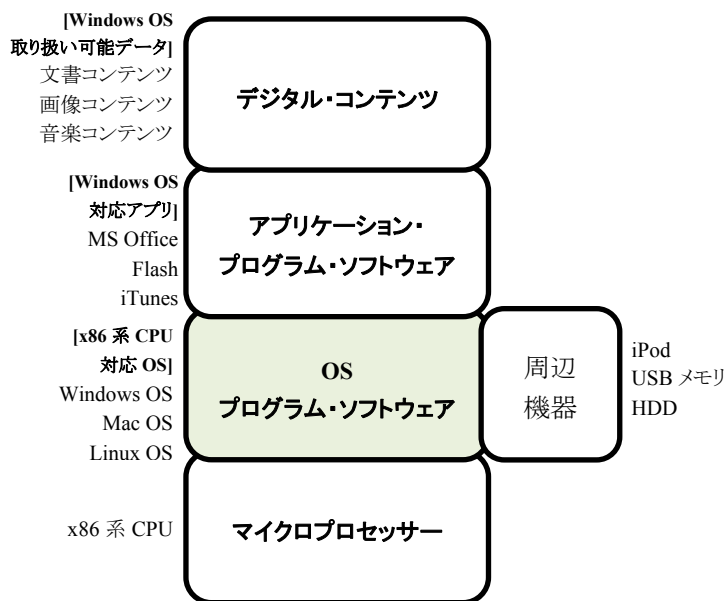 [Windows OS
取り扱い可能データ]
文書コンテンツ
画像コンテンツ
音楽コンテンツ
デジタル・コンテンツ
[Windows OS
対応アプリ]
MS Office
Flash
iTunes
アプリケーション・
プログラム・ソフトウェア
[x86 系 CPU
対応 OS]
Windows OS
Mac OS
Linux OS
OS
プログラム・ソフトウェア
周辺
機器
iPod
USB メモリ
HDD
x86 系 CPU
マイクロプロセッサー